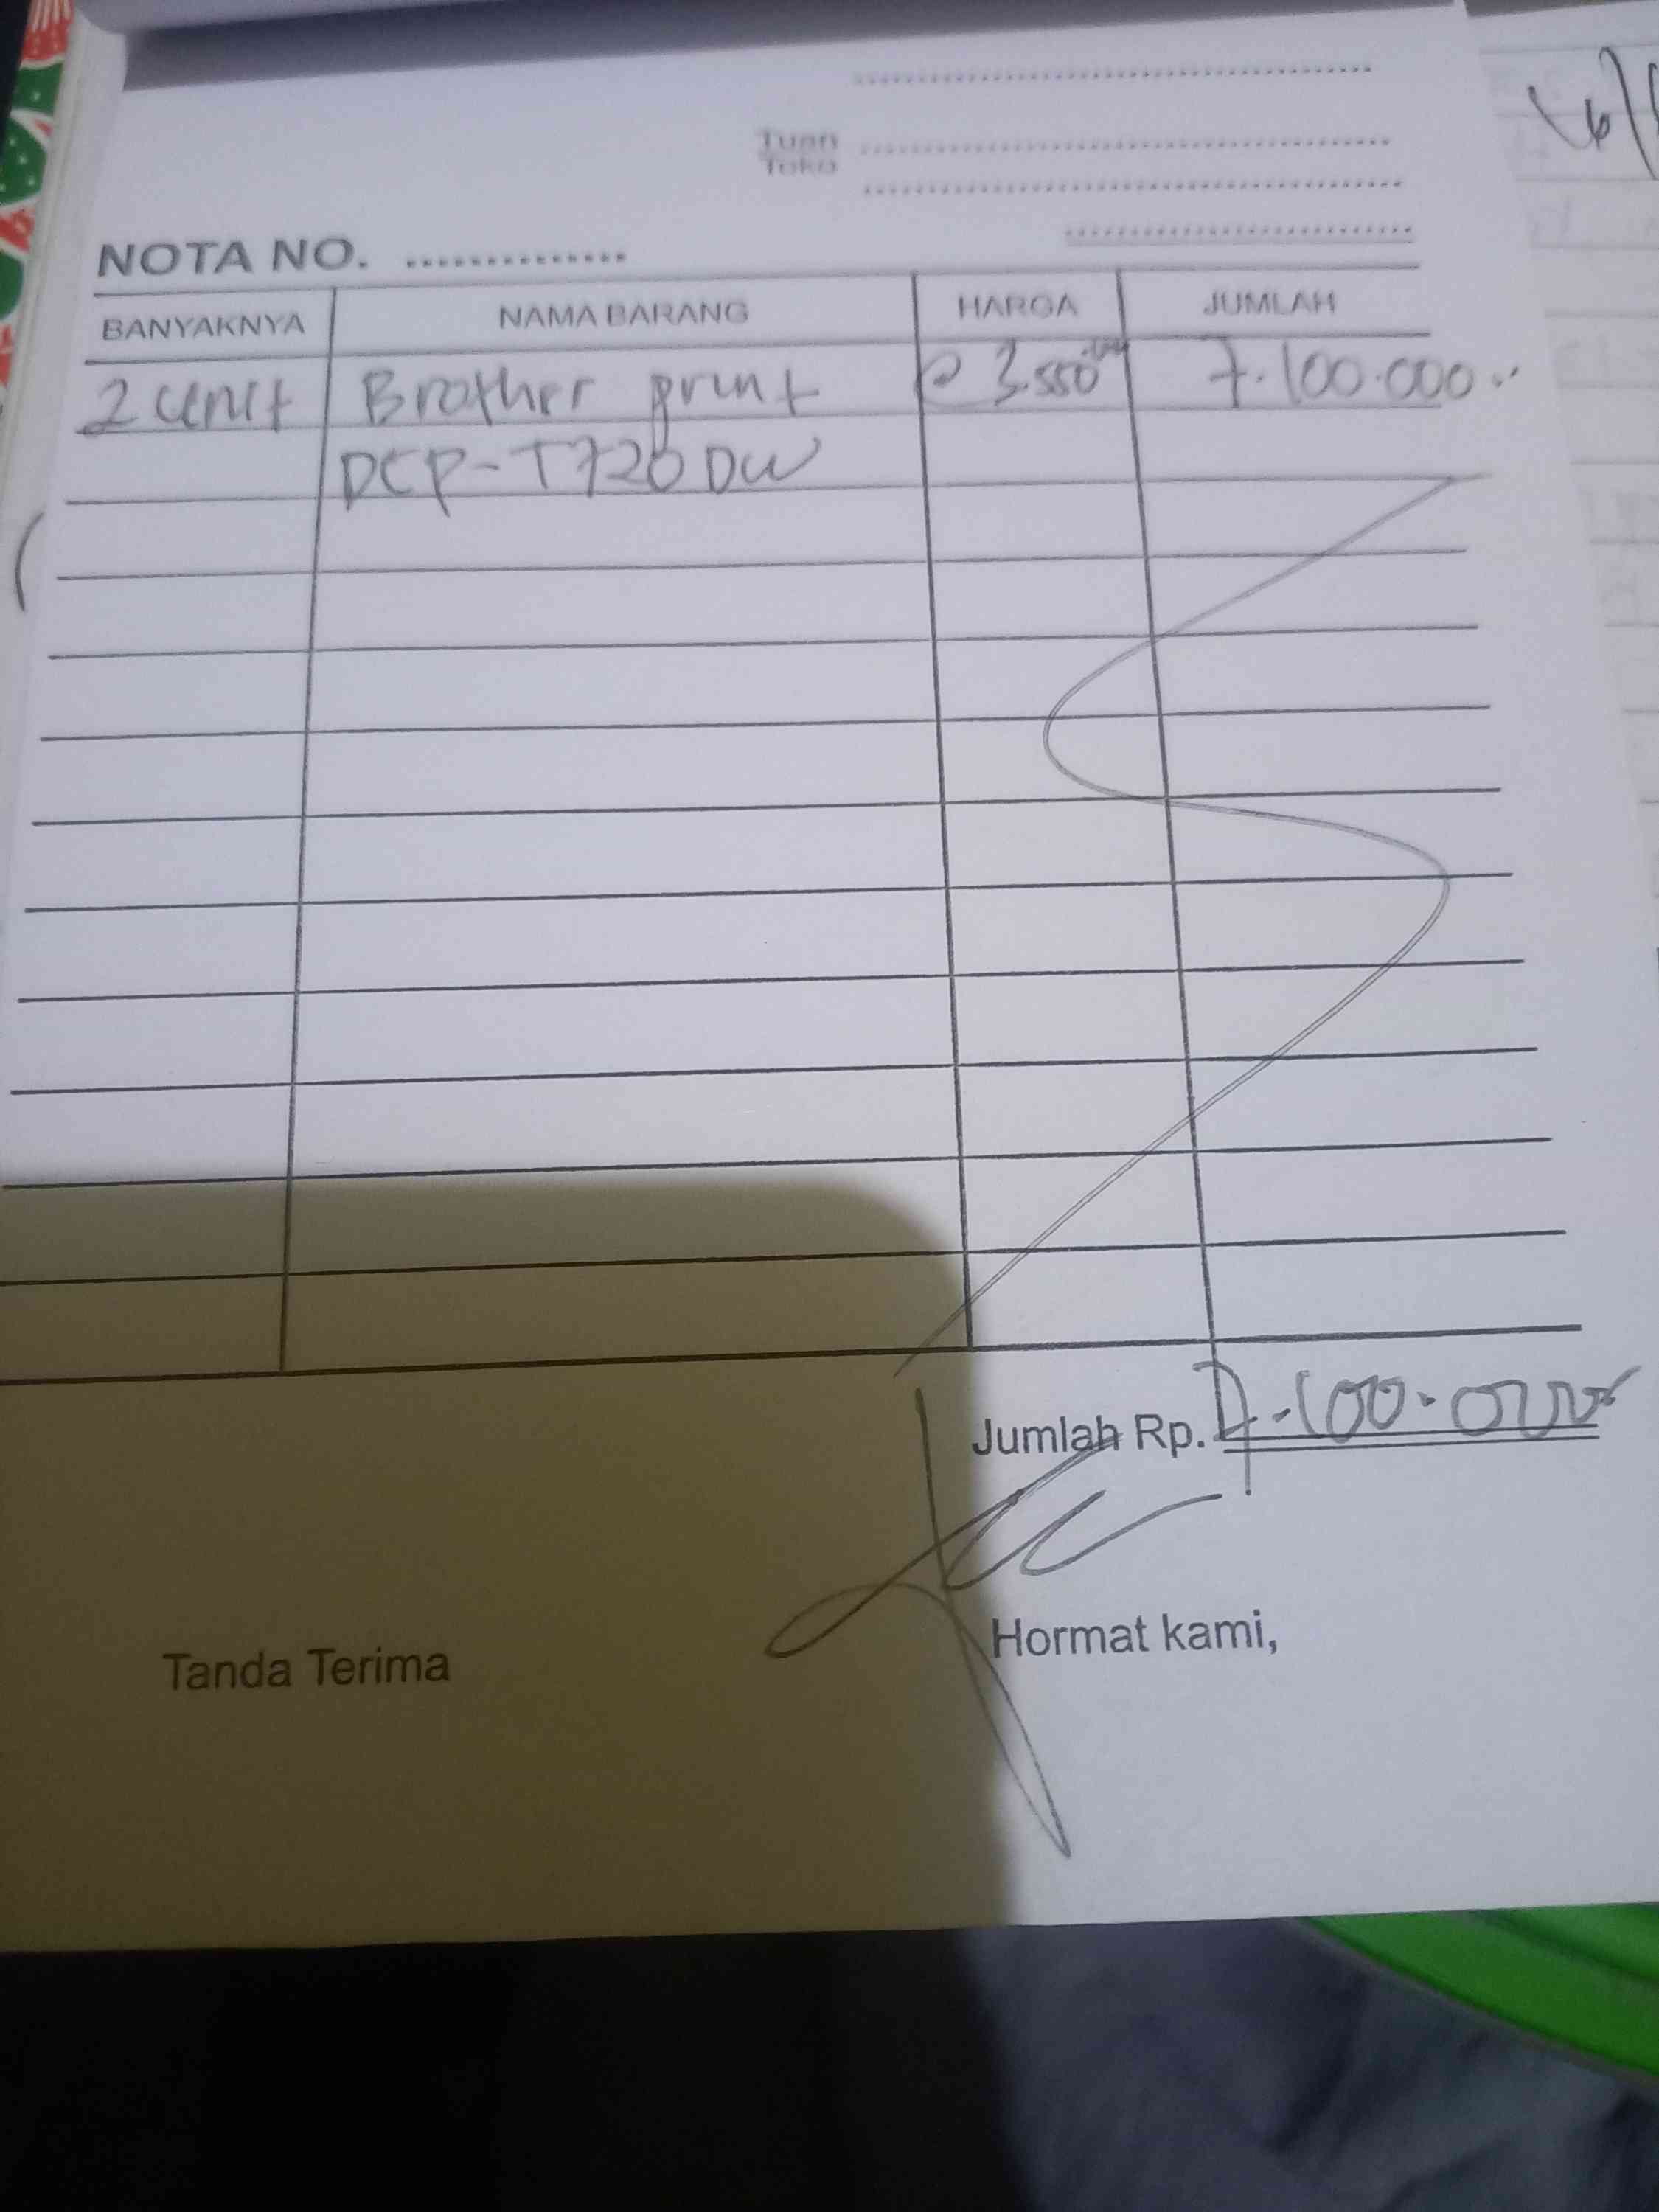 Tuan
Toko
NOTA NO. ...............
BANYAKNYA NAMA BARANG HARGA JUMLAH
2 unit Brother print @ 3.550.000 7.100.000
DCP-T720DW
Jumlah Rp. 7.100.000
Tanda Terima Hormat kami,